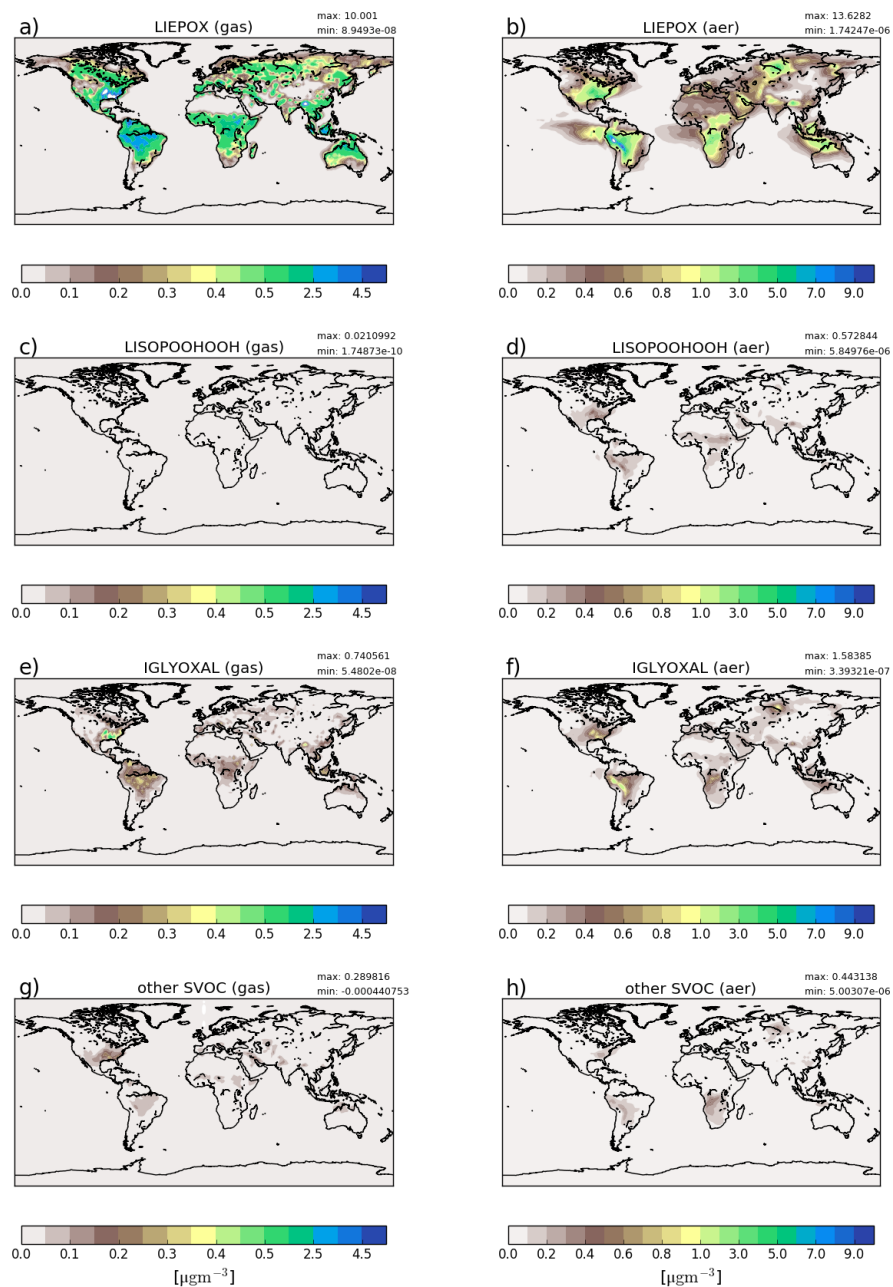 a) LIEPOX (gas) max: 10.001
min: 8.9493e-08
b) LIEPOX (aer) max: 13.6282
min: 1.74247e-06
0.0 0.1 0.2 0.3 0.4 0.5 2.5 4.5
0.0 0.2 0.4 0.6 1.0 3.0 5.0 7.0 9.0
c) LISOPOOHOOH (gas) max: 0.0210992
min: 1.74873e-10
d) LISOPOOHOOH (aer) max: 0.572844
min: 5.84976e-06
0.0 0.1 0.2 0.3 0.4 0.5 2.5 4.5
0.0 0.2 0.4 0.6 1.0 3.0 5.0 7.0 9.0
e) IGLYOXAL (gas) max: 0.740561
min: 5.4802e-08
f) IGLYOXAL (aer) max: 1.58385
min: 3.39321e-07
0.0 0.1 0.2 0.3 0.4 0.5 2.5 4.5
0.0 0.2 0.4 0.6 1.0 3.0 5.0 7.0 9.0
g) other SVOC (gas) max: 0.289816
min: -0.000440753
h) other SVOC (aer) max: 0.443138
min: 5.00307e-06
0.0 0.1 0.2 0.3 0.4 0.5 2.5 4.5
0.0 0.2 0.4 0.6 1.0 3.0 5.0 7.0 9.0
[μgm⁻³]
[μgm⁻³]